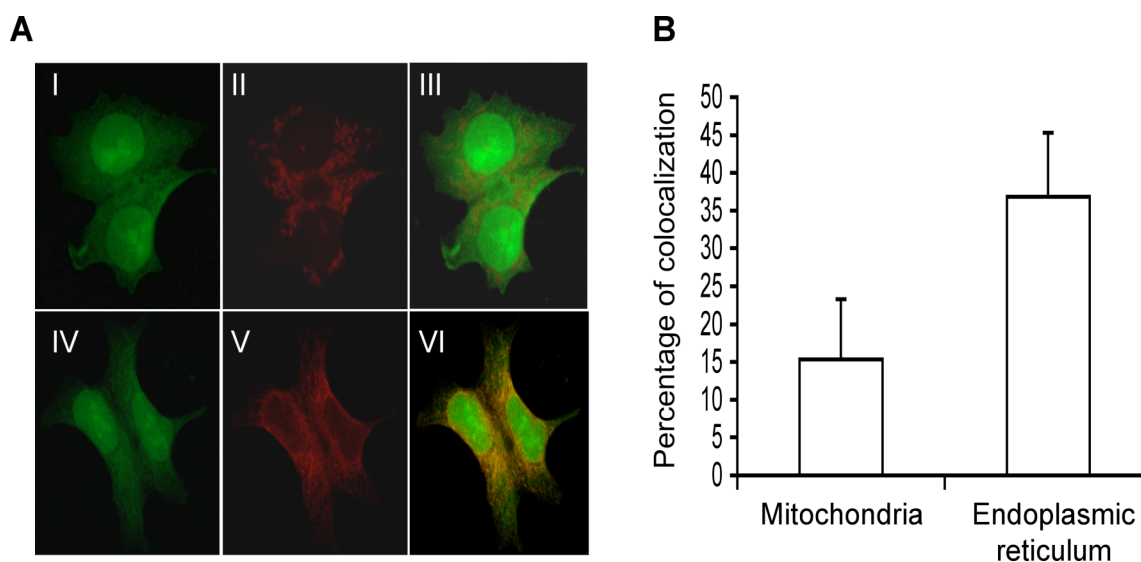 A
I
II
III
IV
V
VI
B
Percentage of colocalization
50
45
40
35
30
25
20
15
10
5
0
Mitochondria
Endoplasmic
reticulum